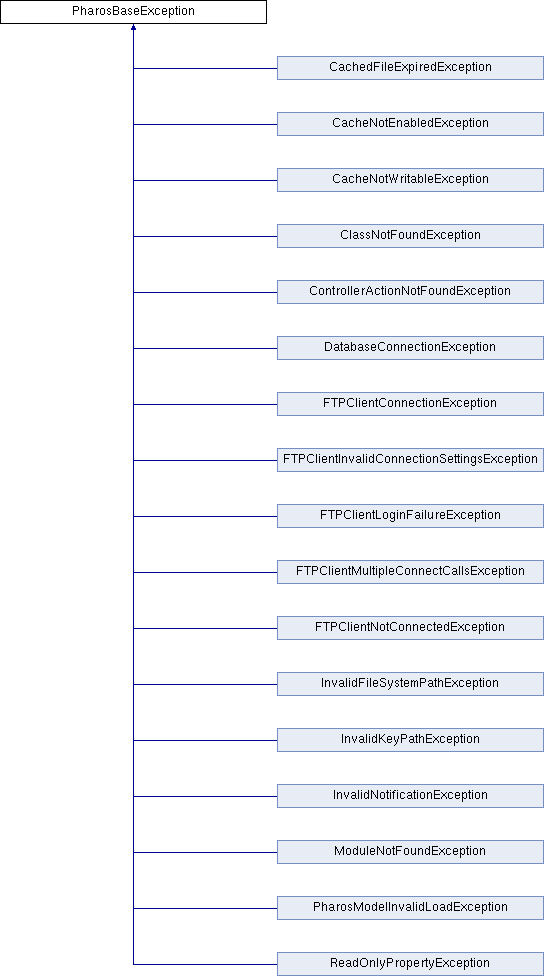 PharosBaseException
CachedFileExpiredException
CacheNotEnabledException
CacheNotWritableException
ClassNotFoundException
ControllerActionNotFoundException
DatabaseConnectionException
FTPClientConnectionException
FTPClientInvalidConnectionSettingsException
FTPClientLoginFailureException
FTPClientMultipleConnectCallsException
FTPClientNotConnectedException
InvalidFileSystemPathException
InvalidKeyPathException
InvalidNotificationException
ModuleNotFoundException
PharosModelInvalidLoadException
ReadOnlyPropertyException